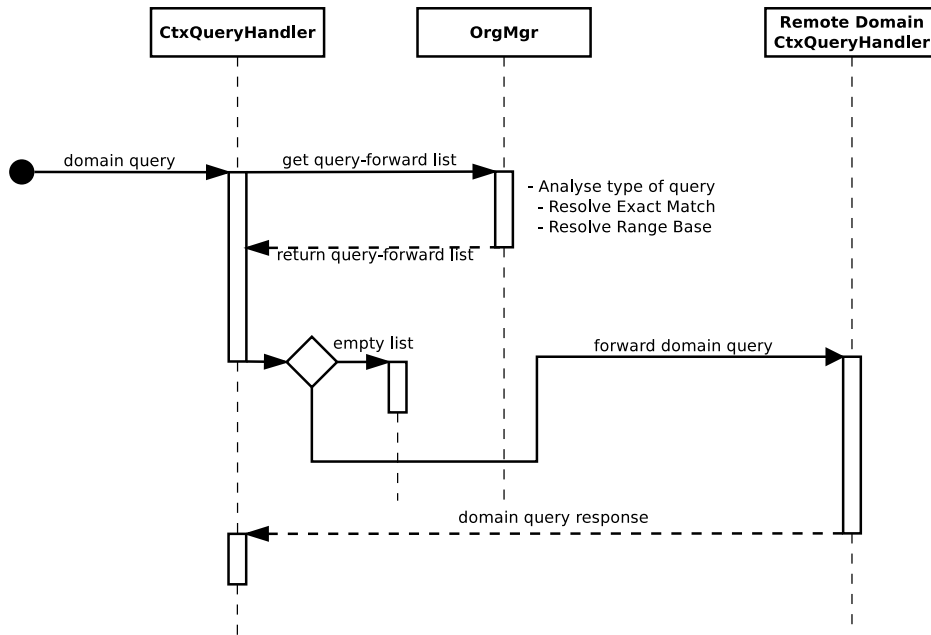 CtxQueryHandler
OrgMgr
Remote Domain
CtxQueryHandler
domain query
get query-forward list
- Analyse type of query
- Resolve Exact Match
- Resolve Range Base
return query-forward list
empty list
forward domain query
domain query response